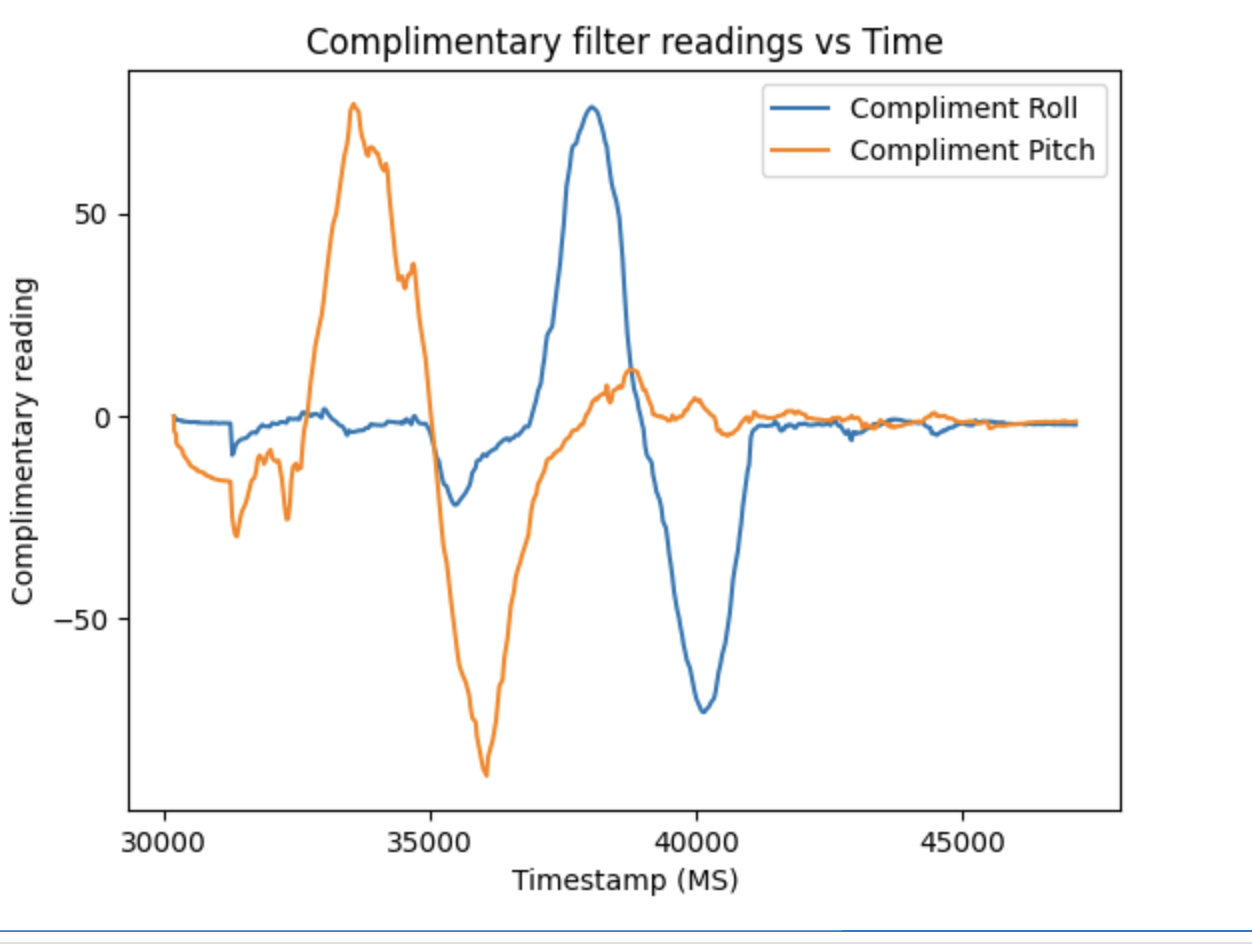 Complimentary filter readings vs Time
Compliment Roll
Compliment Pitch
Complimentary reading
50
0
−50
30000
35000
40000
45000
Timestamp (MS)